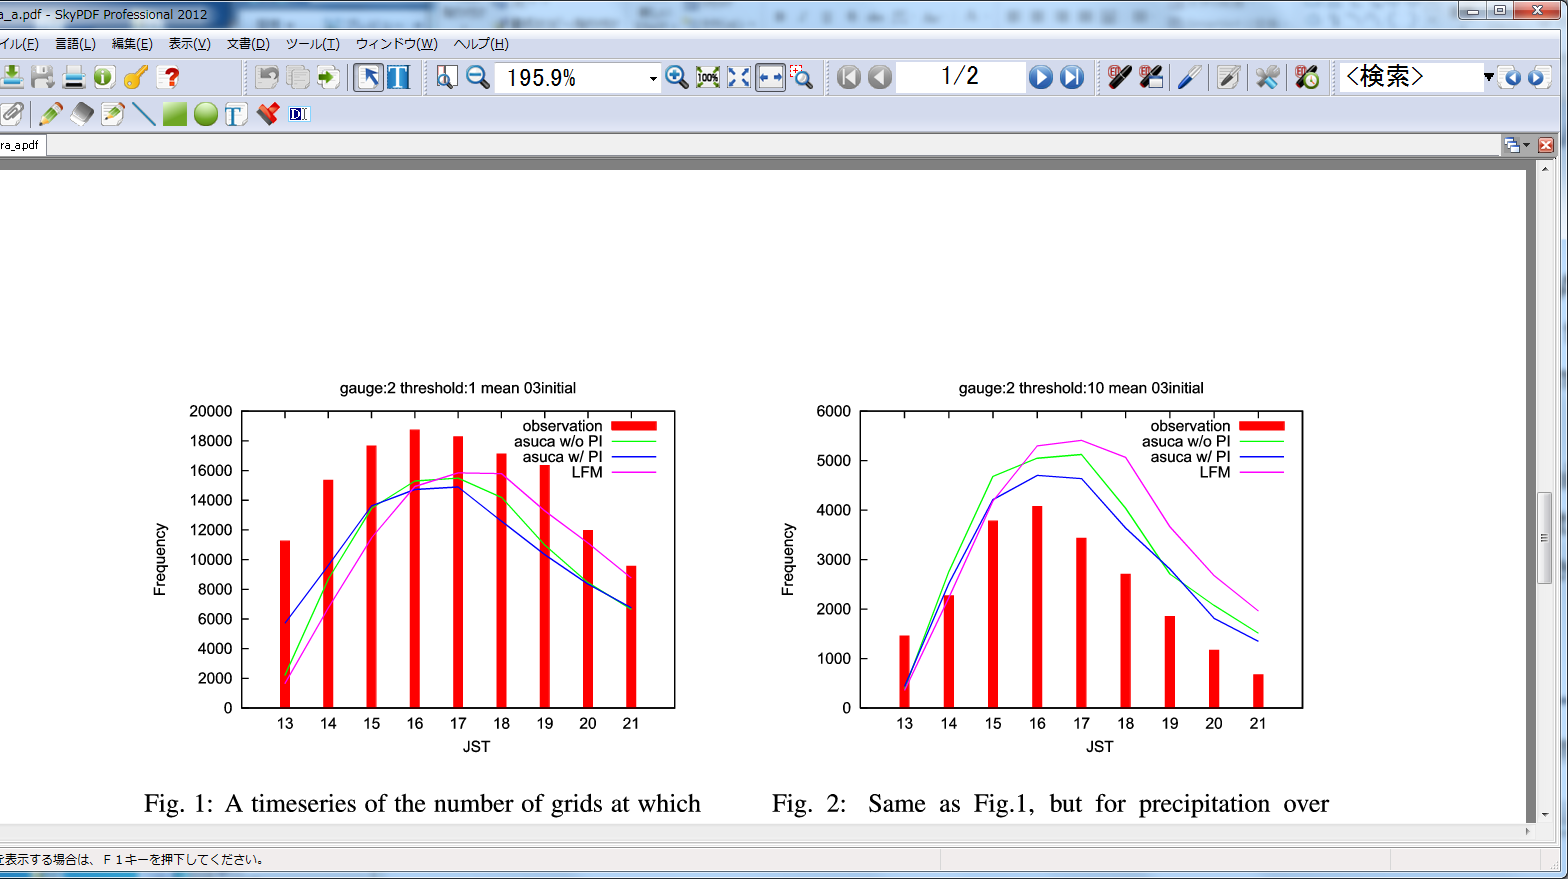 a_a.pdf - SkyPDF Professional 2012
イル(F) 言語(L) 編集(E) 表示(V) 文書(D) ツール(T) ウィンドウ(W) ヘルプ(H)
195.9% 100% 1/2 <検索>
T DI
ra_a.pdf
gauge:2 threshold:1 mean 03initial
20000
18000
16000
14000
12000
10000
8000
6000
4000
2000
0
Frequency
observation
asuca w/o PI
asuca w/ PI
LFM
13 14 15 16 17 18 19 20 21
JST
Fig. 1: A timeseries of the number of grids at which
gauge:2 threshold:10 mean 03initial
6000
5000
4000
3000
2000
1000
0
Frequency
observation
asuca w/o PI
asuca w/ PI
LFM
13 14 15 16 17 18 19 20 21
JST
Fig. 2: Same as Fig.1, but for precipitation over
を表示する場合は、Ｆ１キーを押下してください。